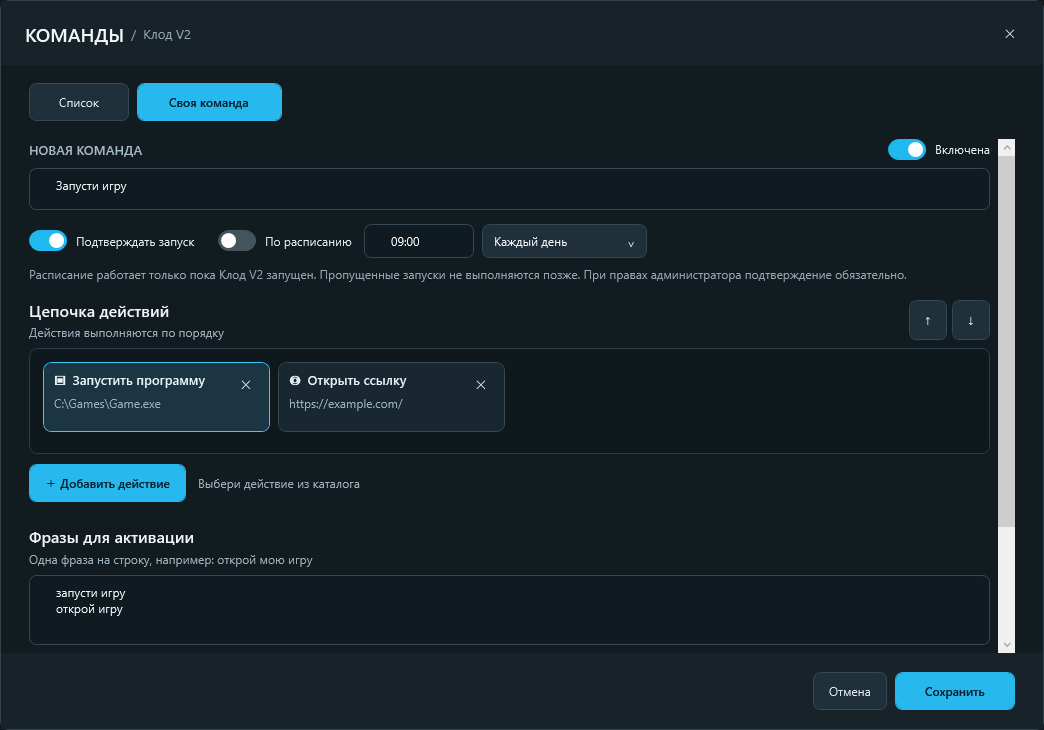 КОМАНДЫ / Клод V2
Список
Своя команда
НОВАЯ КОМАНДА
Включена
Запусти игру
Подтверждать запуск
По расписанию
09:00
Каждый день
Расписание работает только пока Клод V2 запущен. Пропущенные запуски не выполняются позже. При правах администратора подтверждение обязательно.
Цепочка действий
Действия выполняются по порядку
↑
↓
Запустить программу
C:\Games\Game.exe
Открыть ссылку
https://example.com/
+ Добавить действие
Выбери действие из каталога
Фразы для активации
Одна фраза на строку, например: открой мою игру
запусти игру
открой игру
Отмена
Сохранить